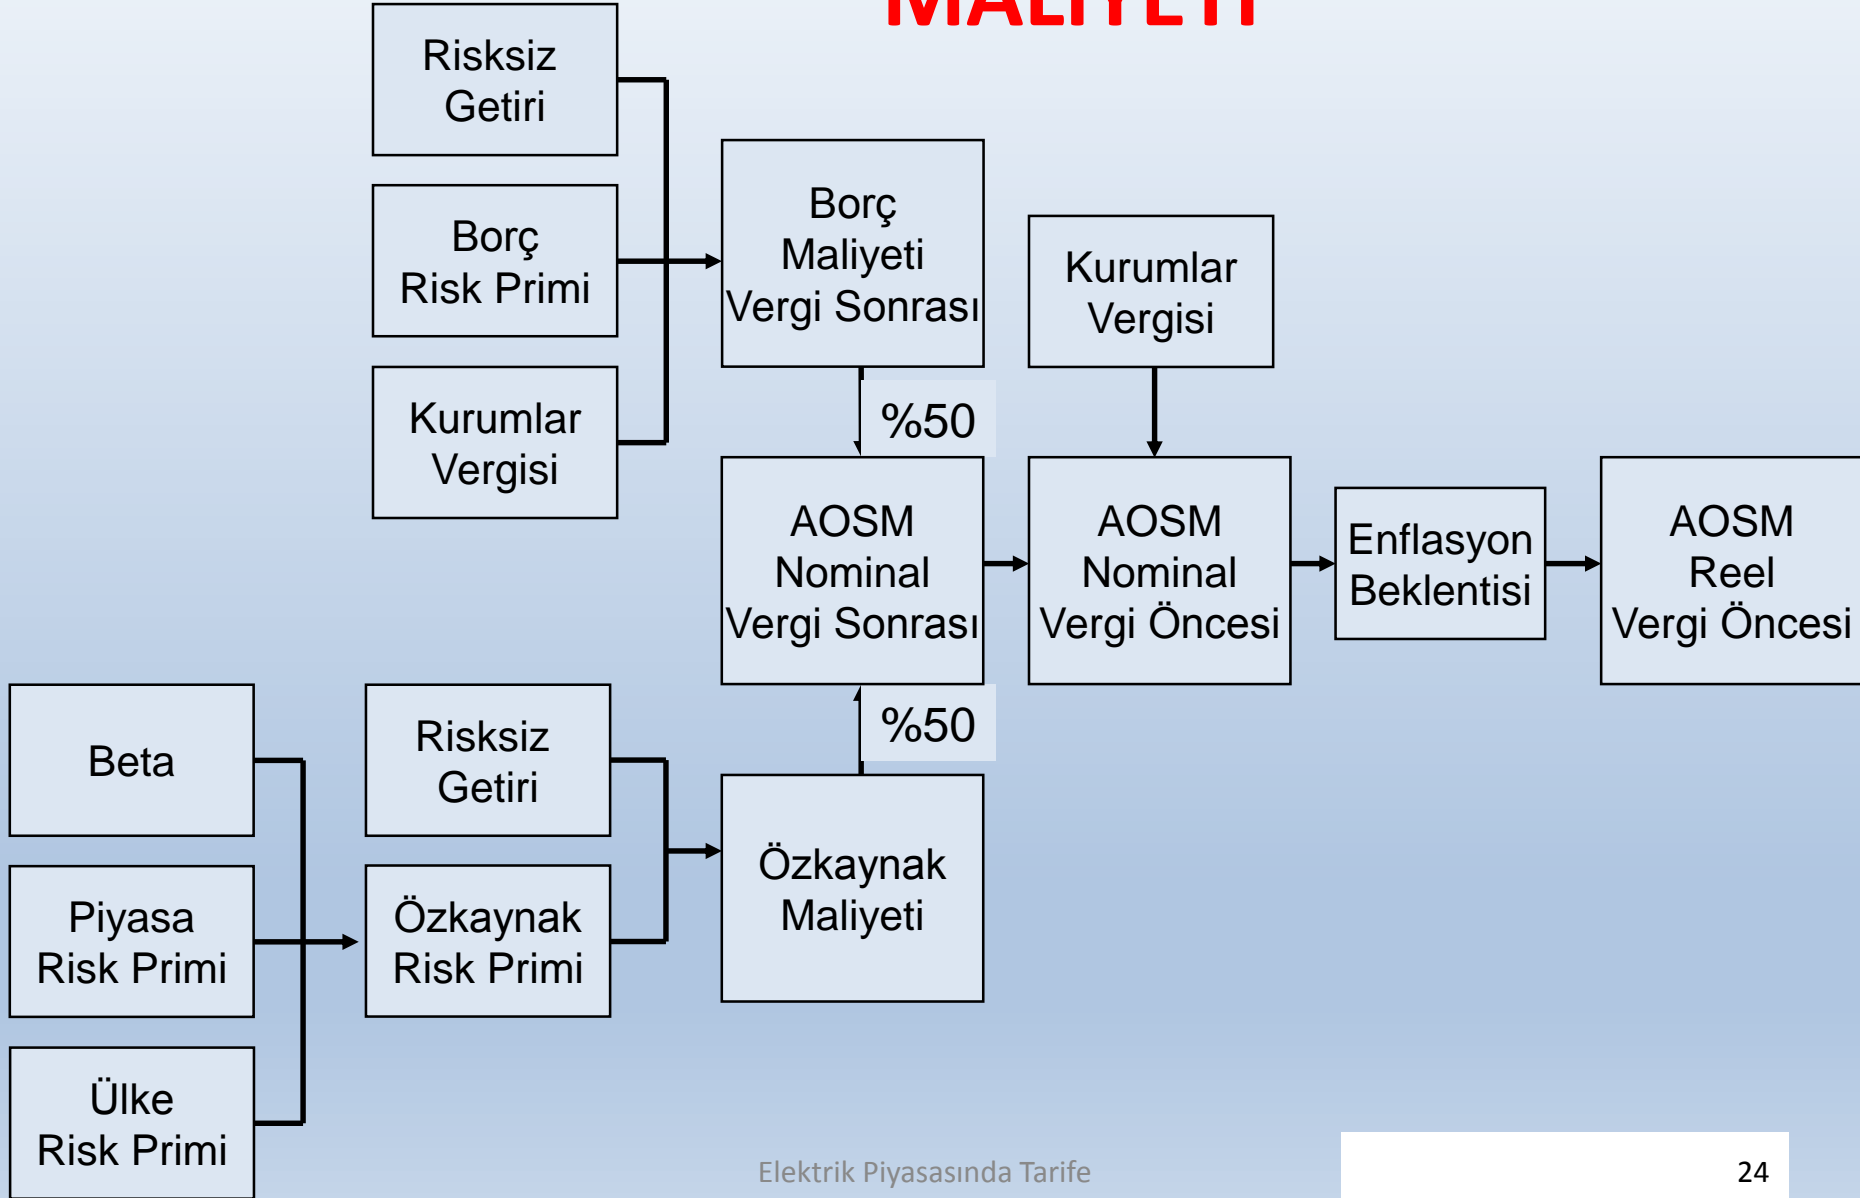 MALİYETİ
Risksiz
Getiri
Borç
Risk Primi
Kurumlar
Vergisi
Borç
Maliyeti
Vergi Sonrası
Kurumlar
Vergisi
%50
AOSM
Nominal
Vergi Sonrası
AOSM
Nominal
Vergi Öncesi
Enflasyon
Beklentisi
AOSM
Reel
Vergi Öncesi
%50
Beta
Piyasa
Risk Primi
Ülke
Risk Primi
Risksiz
Getiri
Özkaynak
Risk Primi
Özkaynak
Maliyeti
Elektrik Piyasasında Tarife
24